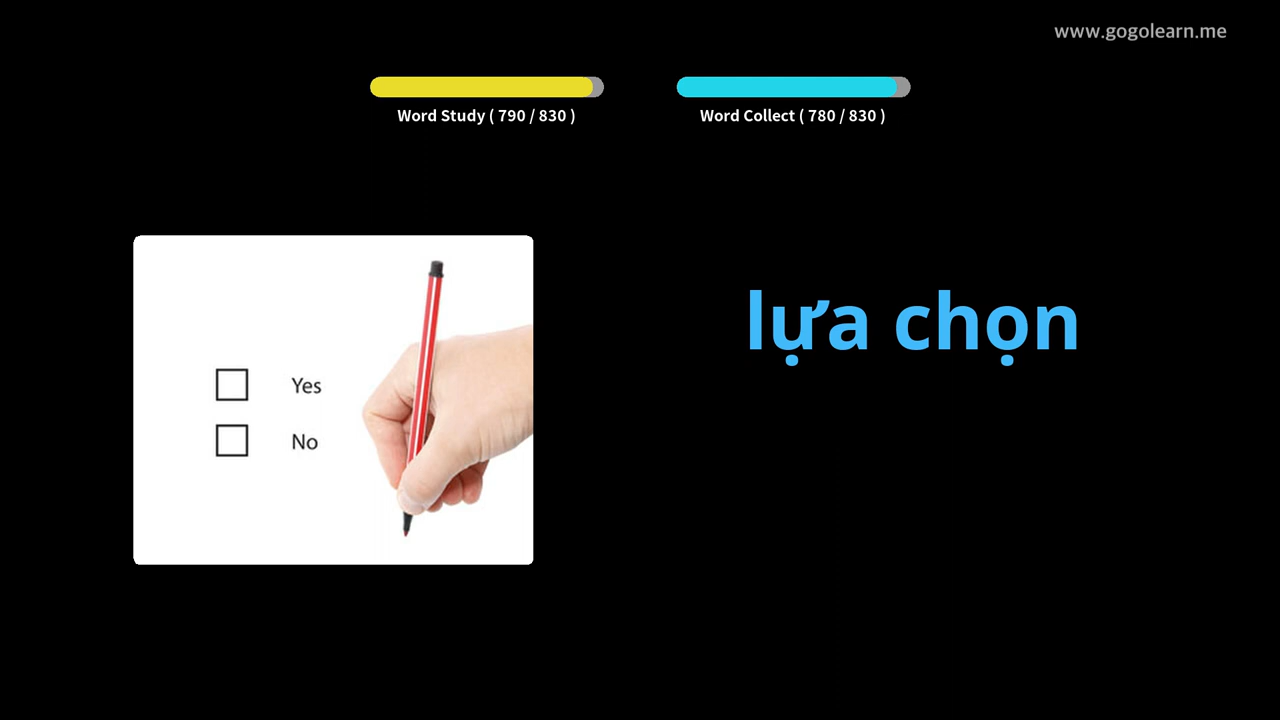 www.gogolearn.me
Word Study ( 790 / 830 )
Word Collect ( 780 / 830 )
lựa chọn
Yes
No